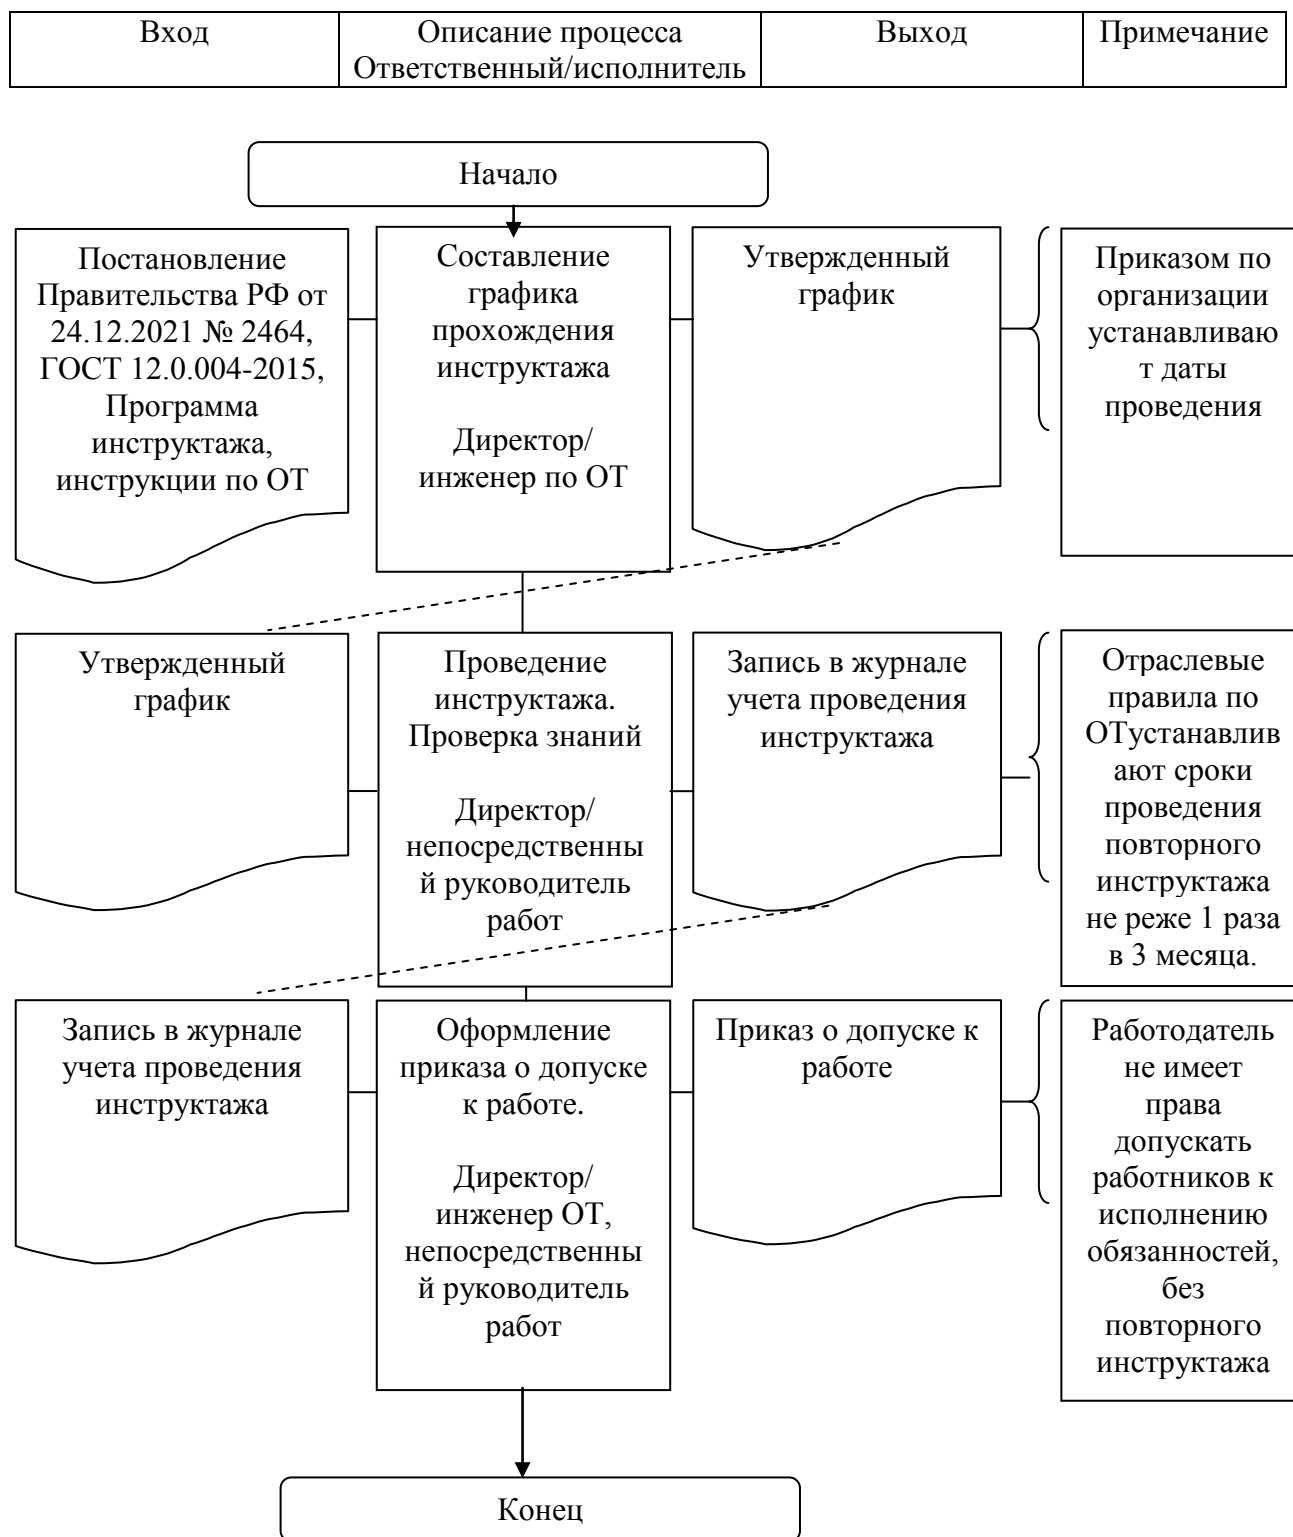 Вход
Описание процесса
Ответственный/исполнитель
Выход
Примечание
Начало
Постановление
Правительства РФ от
24.12.2021 № 2464,
ГОСТ 12.0.004-2015,
Программа
инструктажа,
инструкции по ОТ
Составление
графика
прохождения
инструктажа
Директор/
инженер по ОТ
Утвержденный
график
Приказом по
организации
устанавливаю
т даты
проведения
Утвержденный
график
Проведение
инструктажа.
Проверка знаний
Директор/
непосредственны
й руководитель
работ
Запись в журнале
учета проведения
инструктажа
Отраслевые
правила по
ОТустанавлив
ают сроки
проведения
повторного
инструктажа
не реже 1 раза
в 3 месяца.
Запись в журнале
учета проведения
инструктажа
Оформление
приказа о допуске
к работе.
Директор/
инженер ОТ,
непосредственны
й руководитель
работ
Приказ о допуске к
работе
Работодатель
не имеет
права
допускать
работников к
исполнению
обязанностей,
без
повторного
инструктажа
Конец